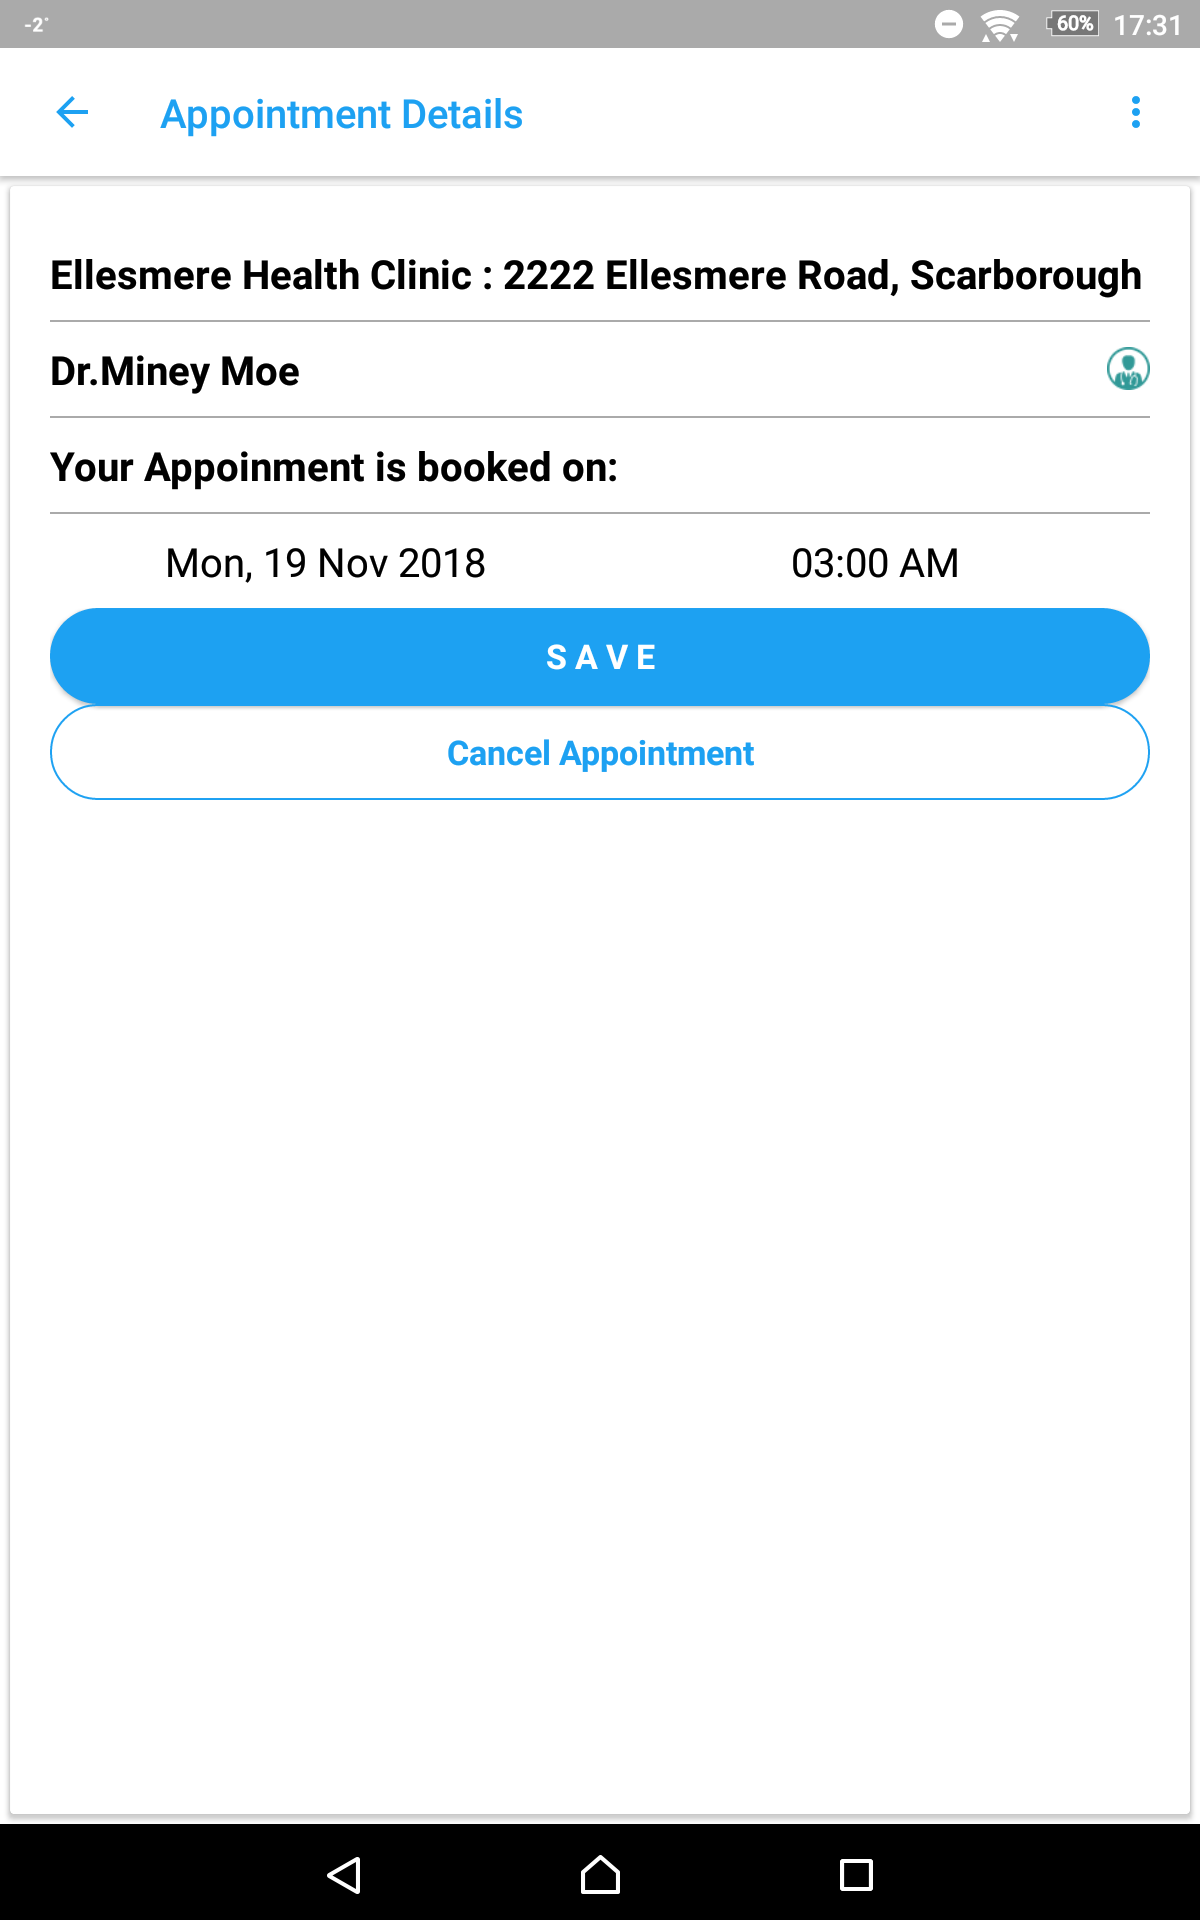 -2°
60% 17:31
Appointment Details
Ellesmere Health Clinic : 2222 Ellesmere Road, Scarborough
Dr.Miney Moe
Your Appoinment is booked on:
Mon, 19 Nov 2018 03:00 AM
SAVE
Cancel Appointment